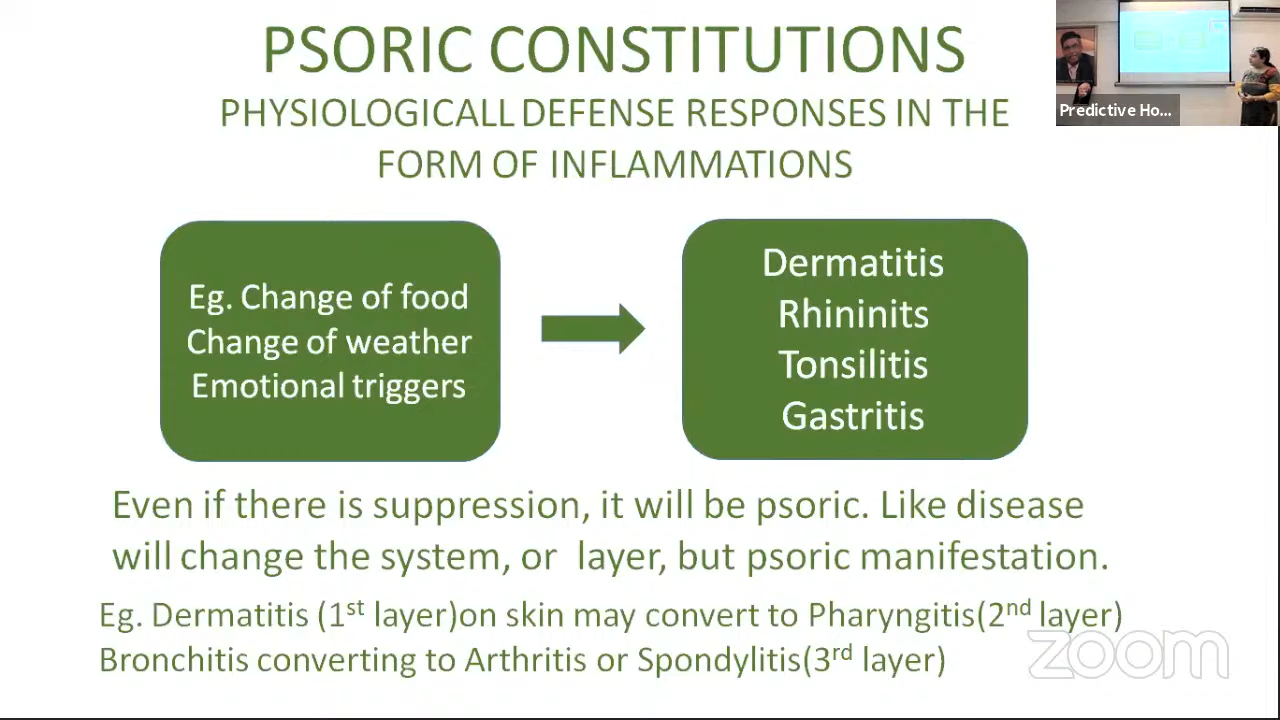 PSORIC CONSTITUTIONS
PHYSIOLOGICALL DEFENSE RESPONSES IN THE
FORM OF INFLAMMATIONS
Predictive Ho...
Eg. Change of food
Change of weather
Emotional triggers
Dermatitis
Rhininits
Tonsilitis
Gastritis
Even if there is suppression, it will be psoric. Like disease
will change the system, or layer, but psoric manifestation.
Eg. Dermatitis (1st layer)on skin may convert to Pharyngitis(2nd layer)
Bronchitis converting to Arthritis or Spondylitis(3rd layer)
zoom